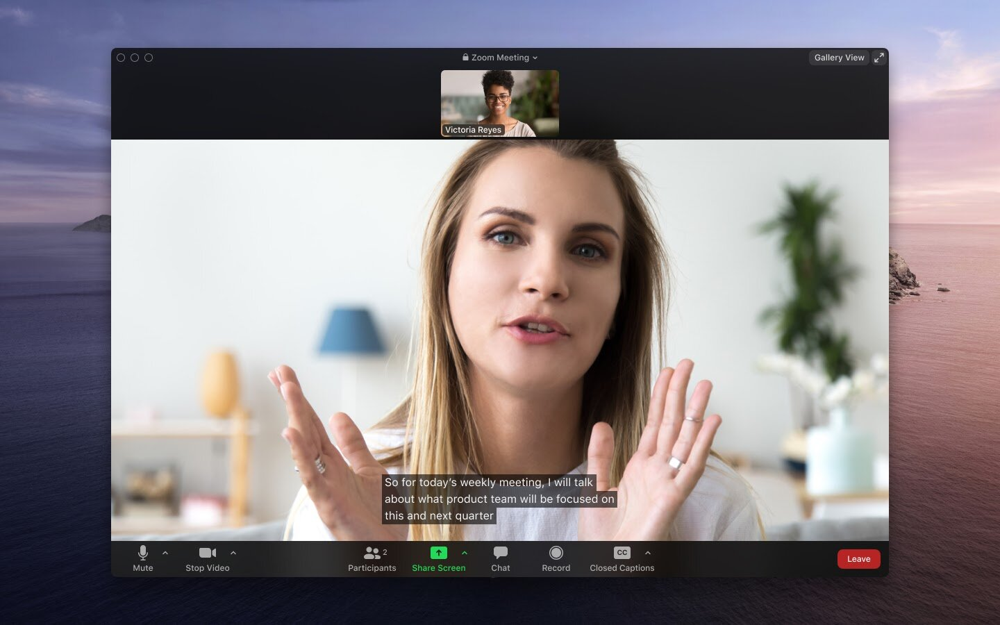 Zoom Meeting
Gallery View
Victoria Reyes
So for today’s weekly meeting, I will talk
about what product team will be focused on
this and next quarter
2
CC
Mute
Stop Video
Participants
Share Screen
Chat
Record
Closed Captions
Leave